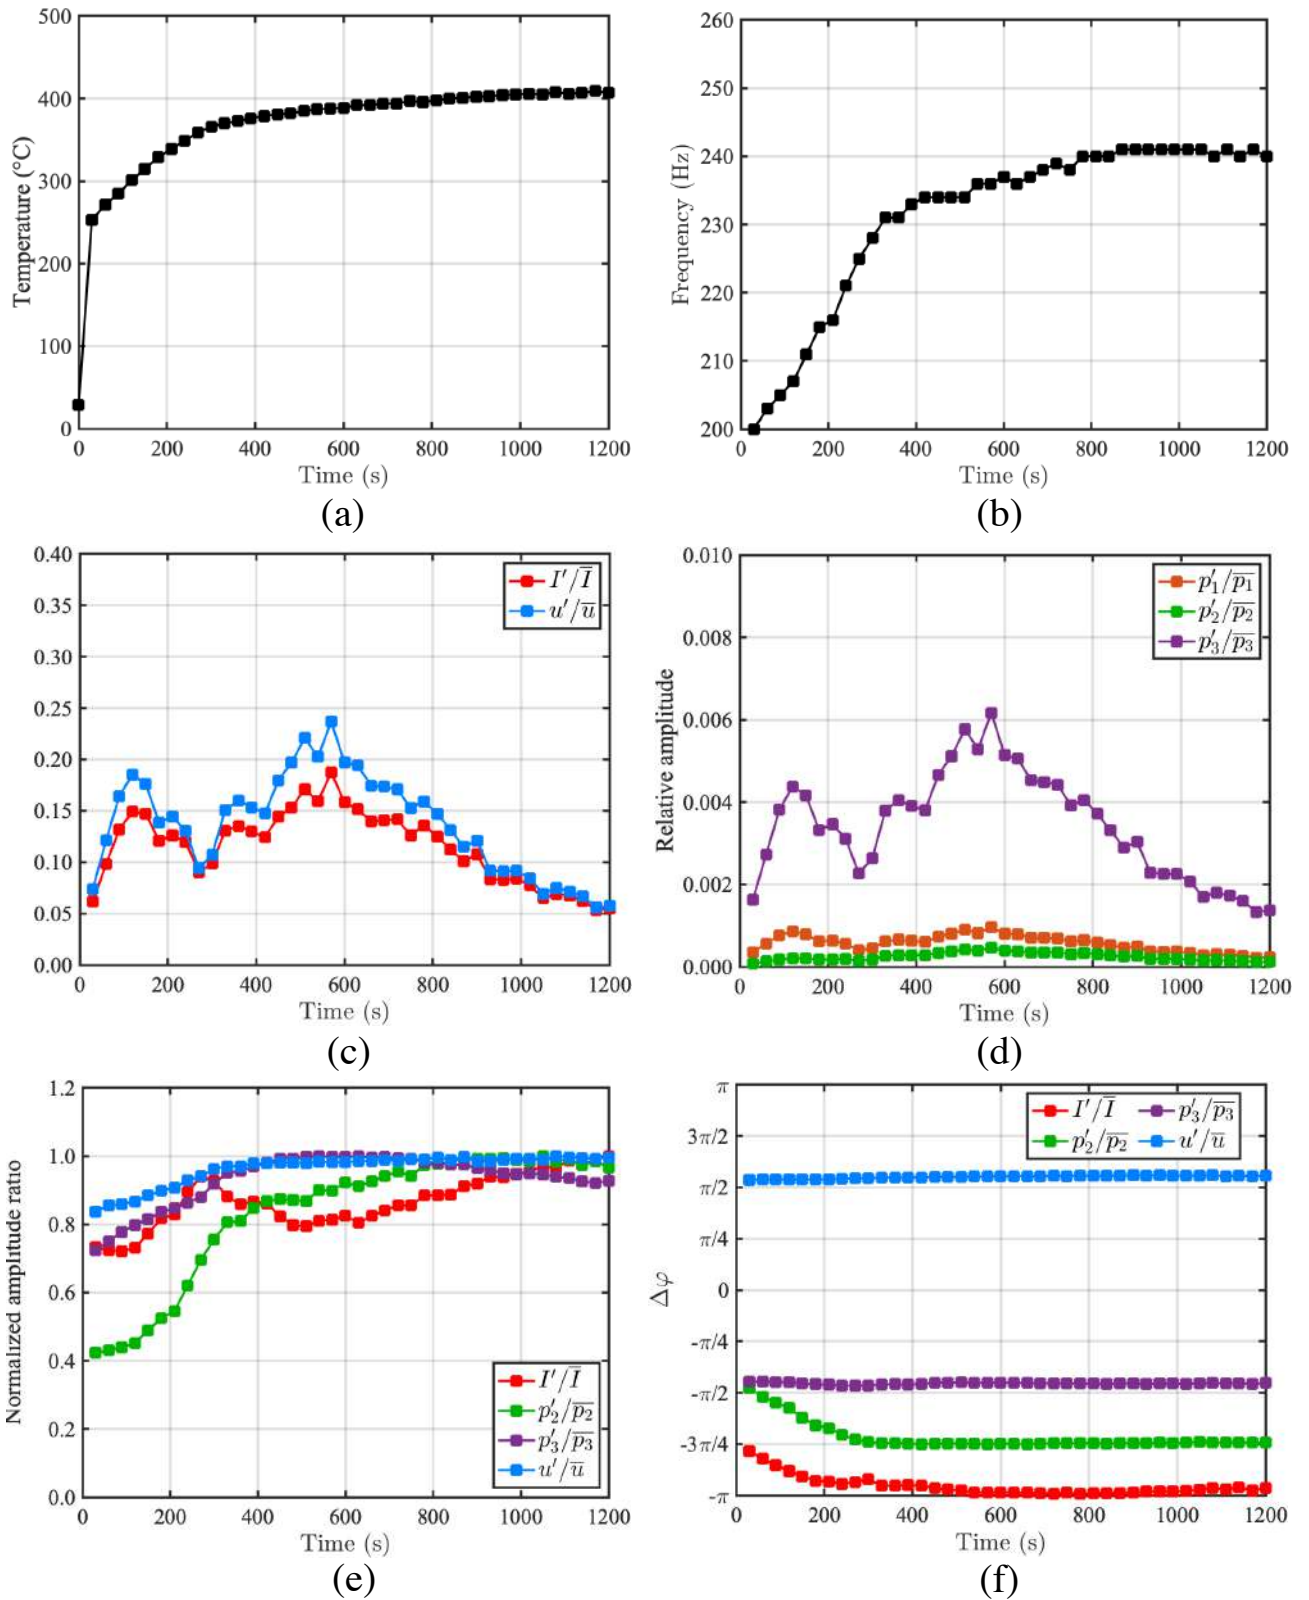 500
400
300
200
100
0
Temperature (°C)
0 200 400 600 800 1000 1200
Time (s)
(a)
260
250
240
230
220
210
200
Frequency (Hz)
0 200 400 600 800 1000 1200
Time (s)
(b)
0.40
0.35
0.30
0.25
0.20
0.15
0.10
0.05
0.00
I′/I̅
u′/u̅
0 200 400 600 800 1000 1200
Time (s)
(c)
0.010
0.008
0.006
0.004
0.002
0.000
Relative amplitude
p′₁/p̅₁
p′₂/p̅₂
p′₃/p̅₃
0 200 400 600 800 1000 1200
Time (s)
(d)
1.2
1.0
0.8
0.6
0.4
0.2
0.0
Normalized amplitude ratio
I′/I̅
p′₂/p̅₂
p′₃/p̅₃
u′/u̅
0 200 400 600 800 1000 1200
Time (s)
(e)
π
3π/2
π/2
π/4
0
-π/4
-π/2
-3π/4
-π
Δφ
I′/I̅ p′₃/p̅₃
p′₂/p̅₂ u′/u̅
0 200 400 600 800 1000 1200
Time (s)
(f)